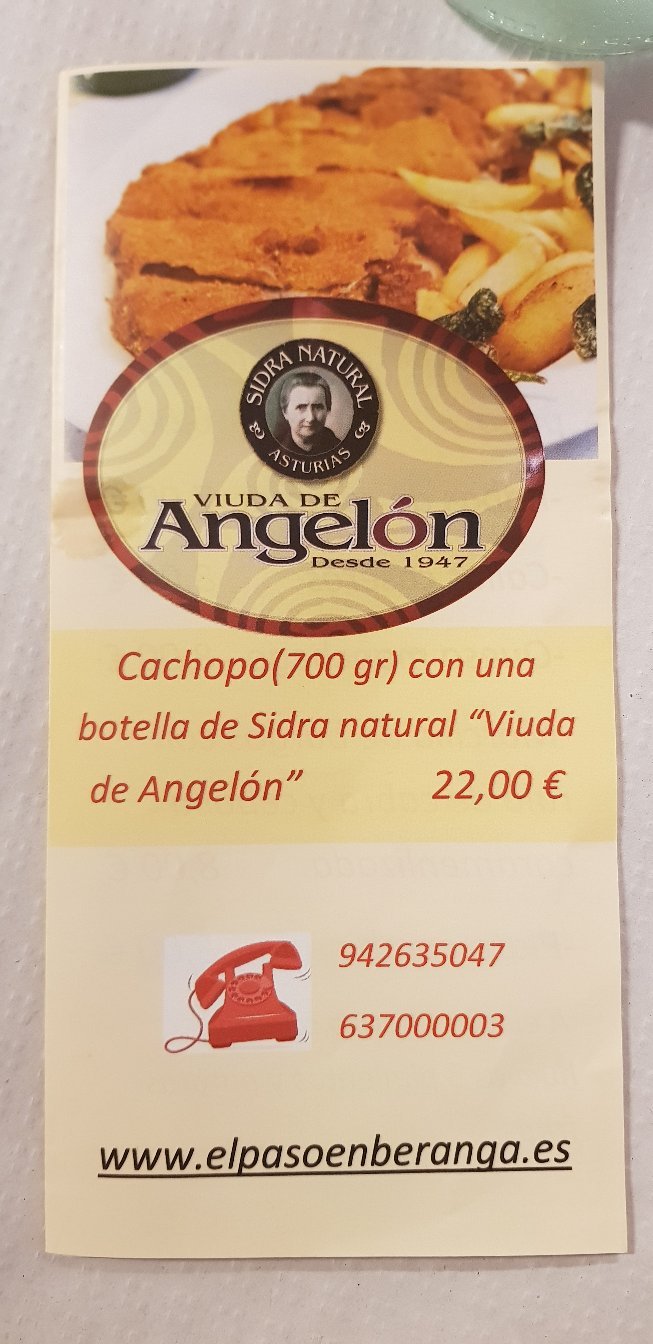 SIDRA NATURAL
ASTURIAS
VIUDA DE
Angelón
Desde 1947
Cachopo(700 gr) con una
botella de Sidra natural “Viuda
de Angelón” 22,00 €
942635047
637000003
www.elpasoenberanga.es